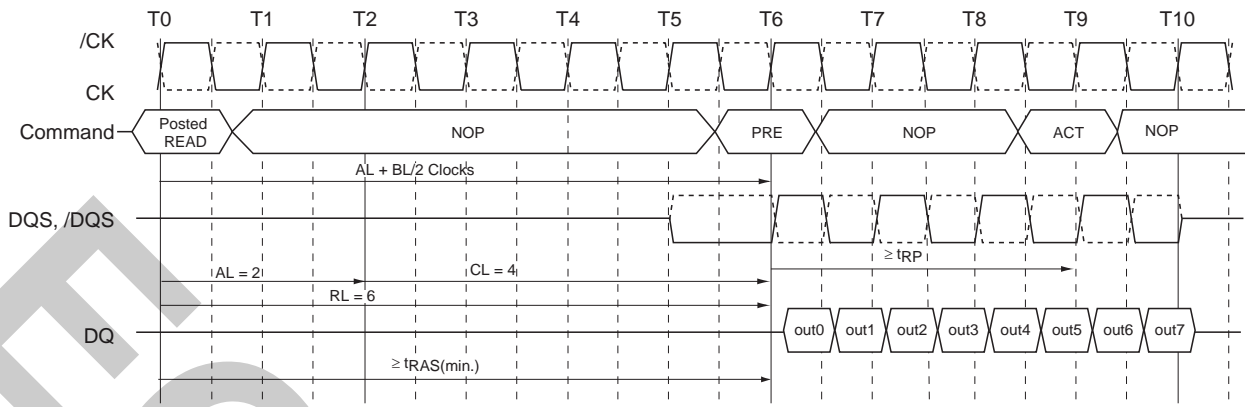 T0 T1 T2 T3 T4 T5 T6 T7 T8 T9 T10
/CK
CK
Command
Posted
READ
NOP
PRE
NOP
ACT
NOP
AL + BL/2 Clocks
DQS, /DQS
≥ tRP
AL = 2
CL = 4
RL = 6
DQ
out0 out1 out2 out3 out4 out5 out6 out7
≥ tRAS(min.)